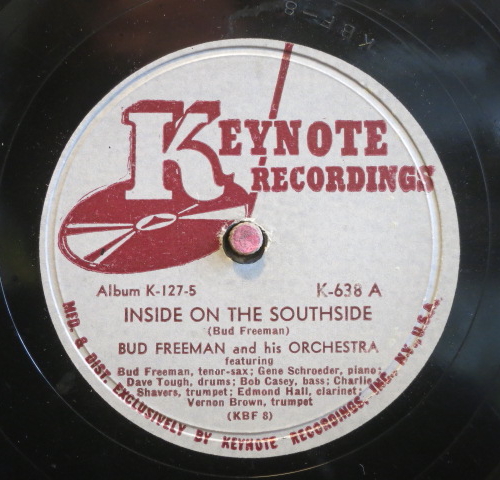 KBF-8
KEYNOTE
RECORDINGS
Album K-127-5
K-638 A
INSIDE ON THE SOUTHSIDE
(Bud Freeman)
BUD FREEMAN and his ORCHESTRA
featuring
Bud Freeman, tenor-sax; Gene Schroeder, piano;
Dave Tough, drums; Bob Casey, bass; Charlie
Shavers, trumpet; Edmond Hall, clarinet;
Vernon Brown, trumpet
(KBF 8)
MFD. & DIST. EXCLUSIVELY BY KEYNOTE RECORDINGS, INC., N.Y., U.S.A.